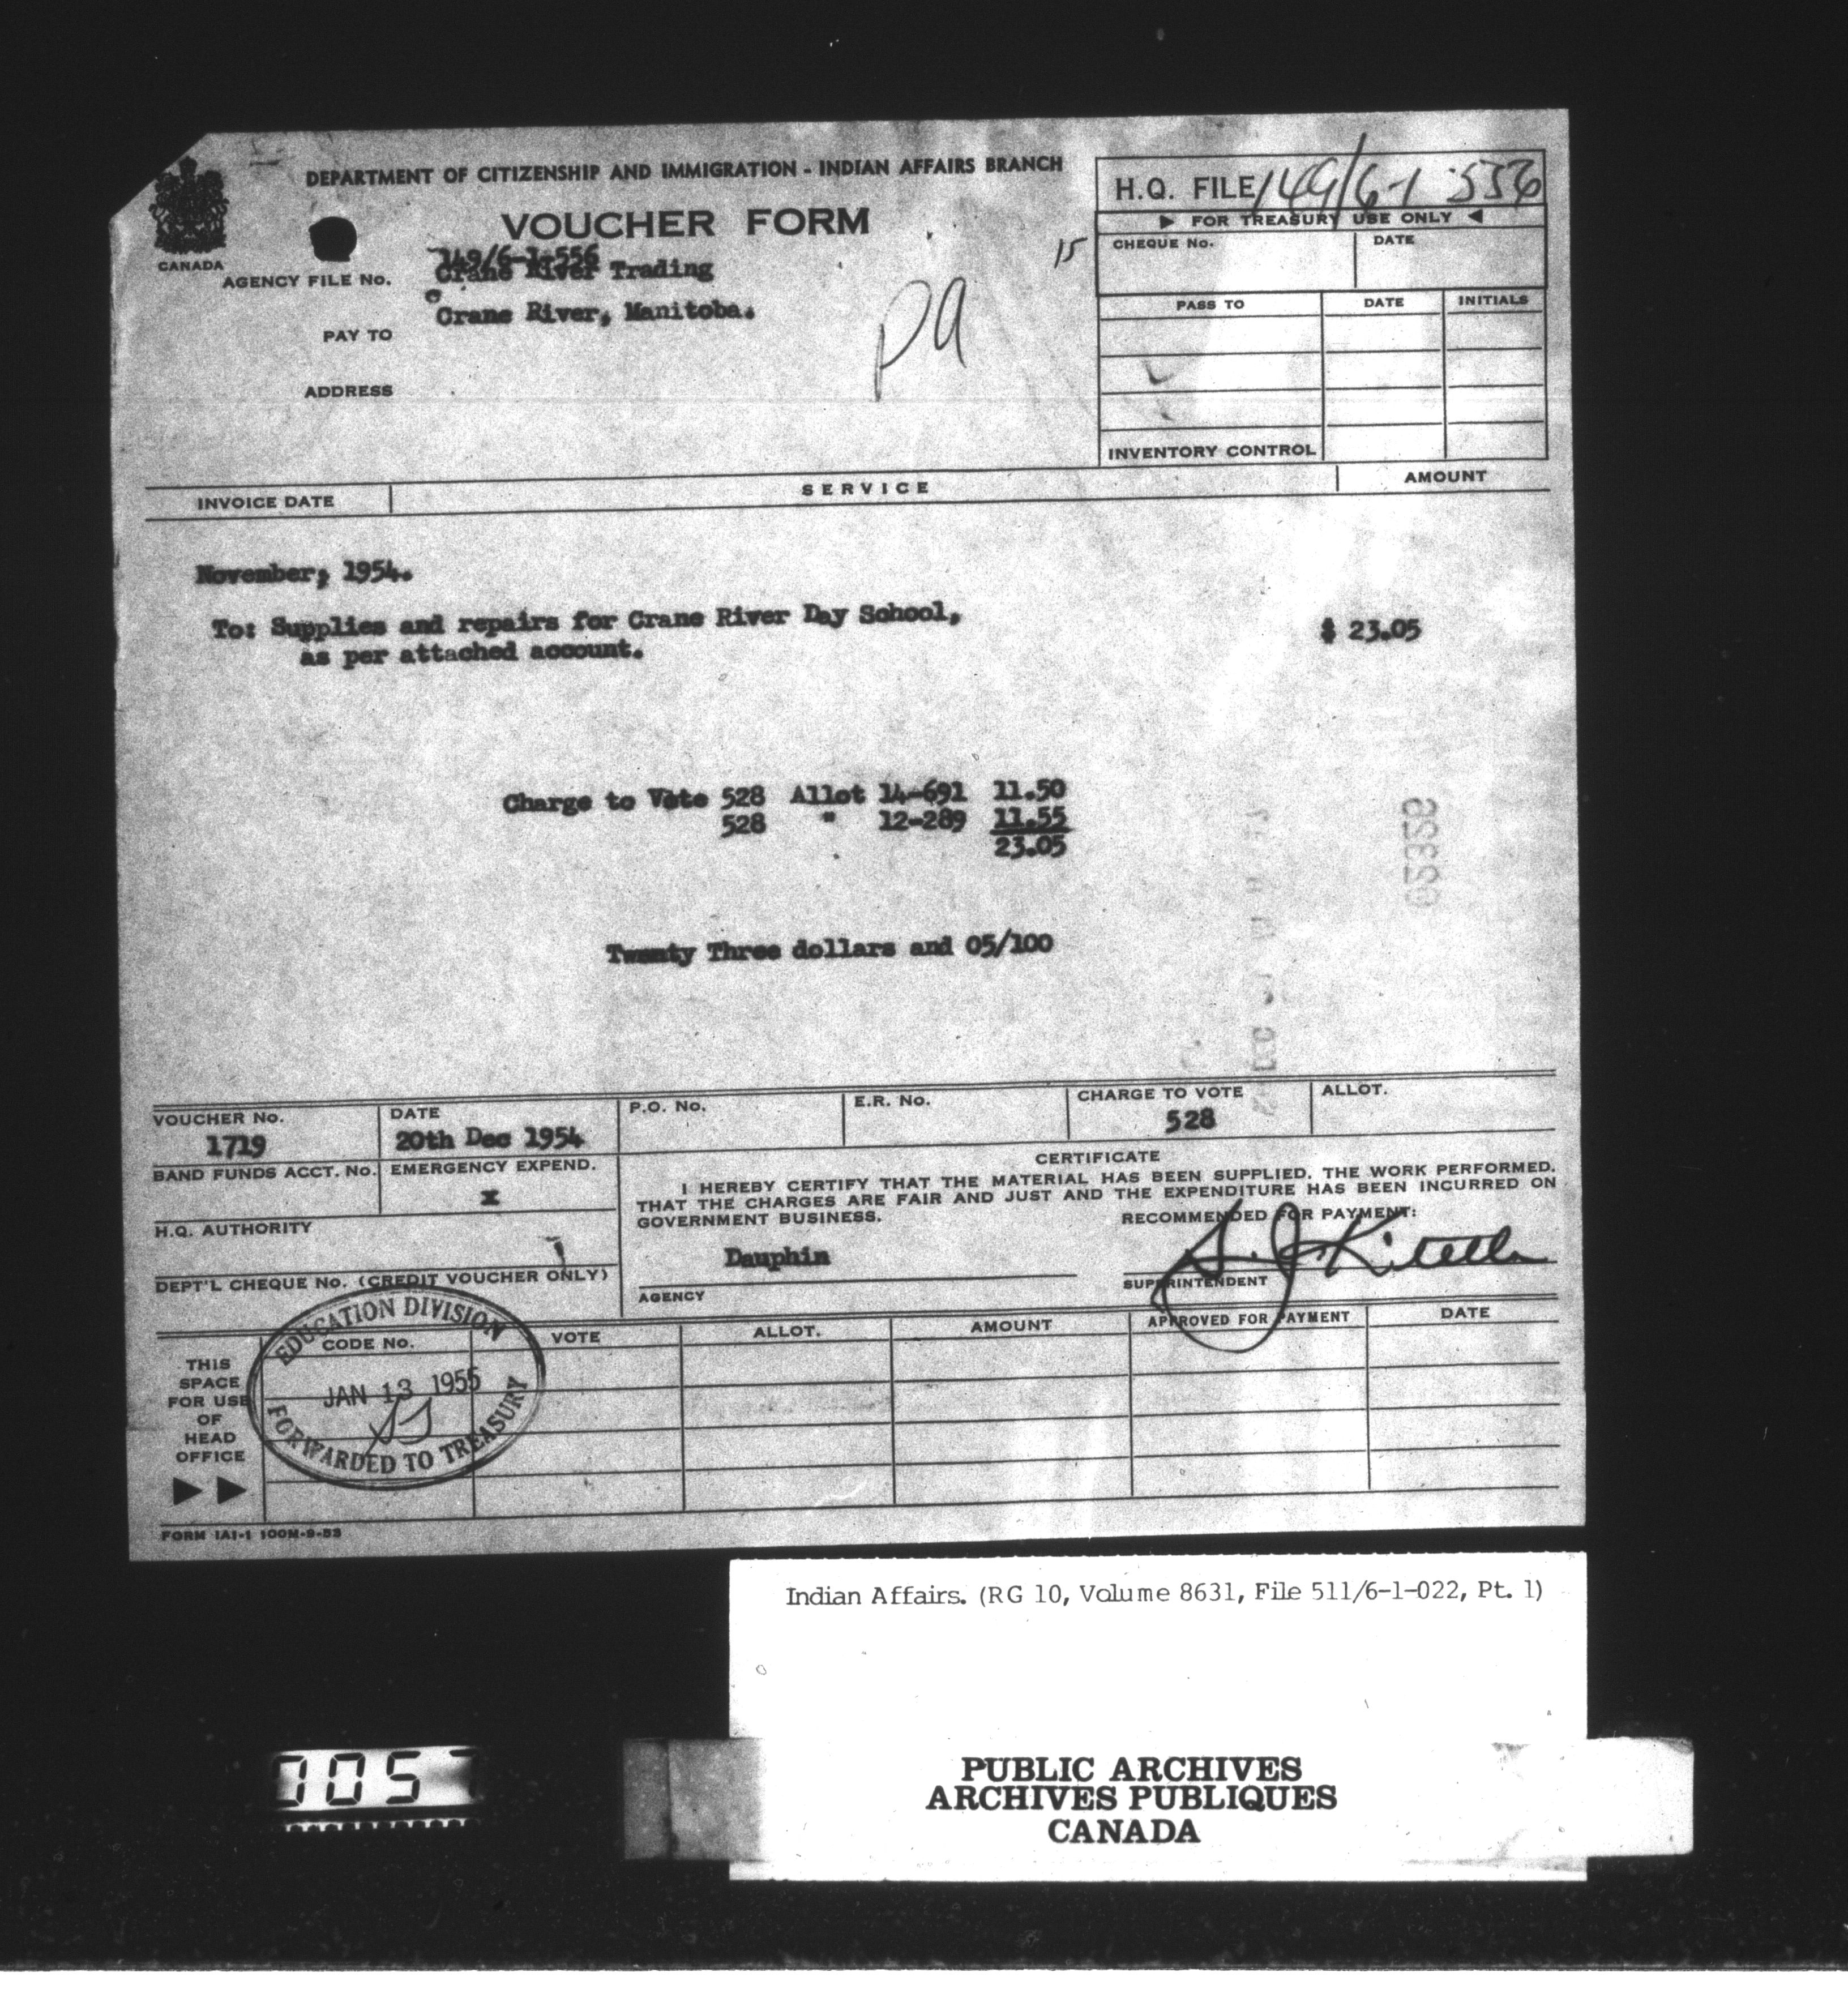 DEPARTMENT OF CITIZENSHIP AND IMMIGRATION - INDIAN AFFAIRS BRANCH
VOUCHER FORM
CANADA
H.Q. FILE 149/6-1-556
▶ FOR TREASURY USE ONLY ◀
CHEQUE No. DATE
PASS TO DATE INITIALS
INVENTORY CONTROL
15
149/6-1-556
AGENCY FILE No. Crane River Trading
Crane River, Manitoba.
PAY TO
ADDRESS
pa
INVOICE DATE SERVICE AMOUNT
November, 1954.
To: Supplies and repairs for Crane River Day School, $ 23.05
as per attached account.
Charge to Vote 528 Allot 14-691 11.50
528 " 12-289 11.55
23.05
02326
Twenty Three dollars and 05/100
VOUCHER No. DATE P.O. No. E.R. No. CHARGE TO VOTE ALLOT.
1719 20th Dec 1954 528
BAND FUNDS ACCT. No. EMERGENCY EXPEND.
x
H.Q. AUTHORITY
DEPT'L CHEQUE No. (CREDIT VOUCHER ONLY)
CERTIFICATE
I HEREBY CERTIFY THAT THE MATERIAL HAS BEEN SUPPLIED. THE WORK PERFORMED.
THAT THE CHARGES ARE FAIR AND JUST AND THE EXPENDITURE HAS BEEN INCURRED ON
GOVERNMENT BUSINESS.
RECOMMENDED FOR PAYMENT:
Dauphin
AGENCY
SUPERINTENDENT
CODE No. VOTE ALLOT. AMOUNT APPROVED FOR PAYMENT DATE
THIS
SPACE
FOR USE
OF
HEAD
OFFICE
▶ ▶
EDUCATION DIVISION
JAN 13 1955
FORWARDED TO TREASURY
FORM IA1-1 100M-9-53
Indian Affairs. (RG 10, Volume 8631, File 511/6-1-022, Pt. 1)
PUBLIC ARCHIVES
ARCHIVES PUBLIQUES
CANADA